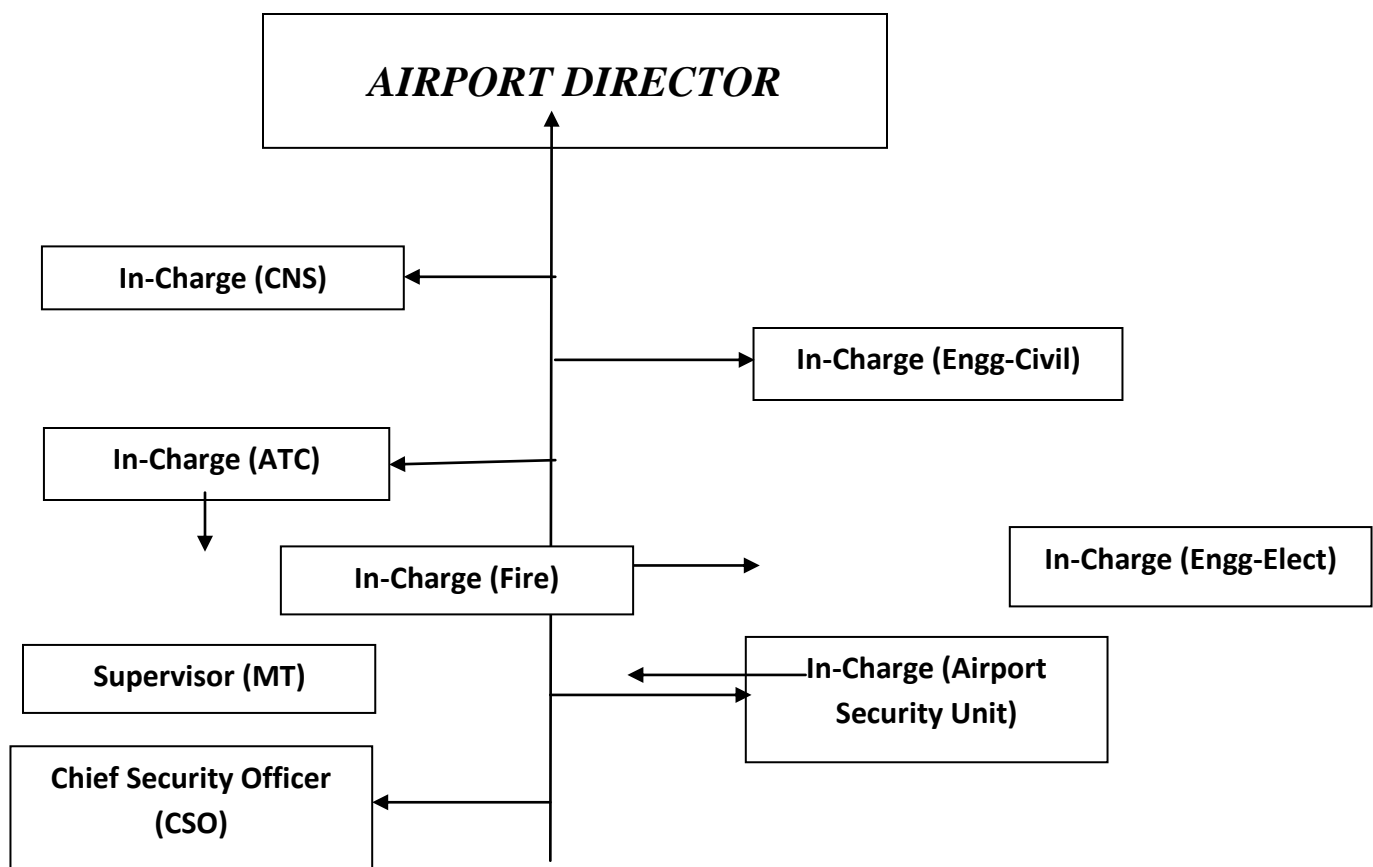 AIRPORT DIRECTOR
In-Charge (CNS)
In-Charge (Engg-Civil)
In-Charge (ATC)
In-Charge (Fire)
In-Charge (Engg-Elect)
Supervisor (MT)
In-Charge (Airport
Security Unit)
Chief Security Officer
(CSO)